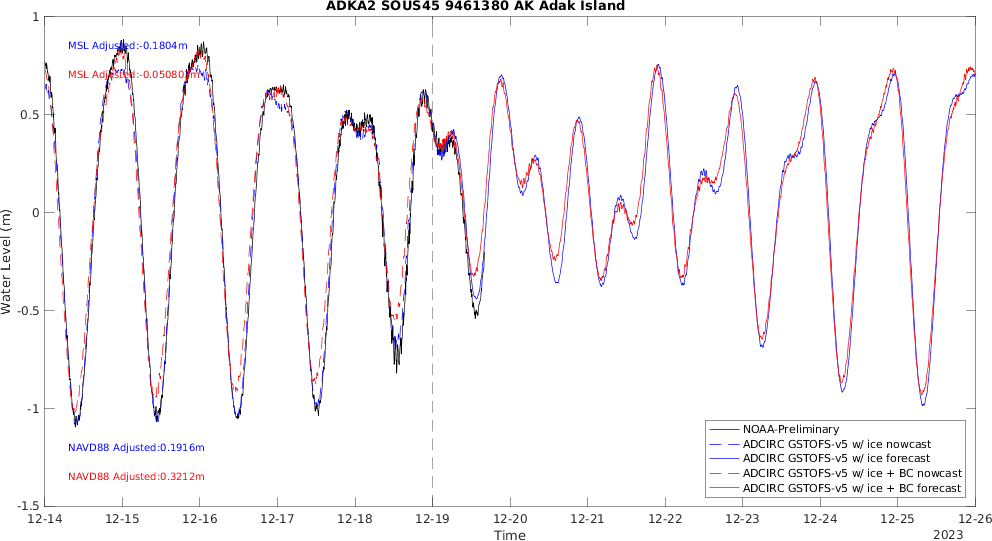 ADKA2 SOUS45 9461380 AK Adak Island
1
0.5
0
-0.5
-1
-1.5
Water Level (m)
MSL Adjusted:-0.1804m
MSL Adjusted:-0.050803m
NAVD88 Adjusted:0.1916m
NAVD88 Adjusted:0.3212m
NOAA-Preliminary
ADCIRC GSTOFS-v5 w/ ice nowcast
ADCIRC GSTOFS-v5 w/ ice forecast
ADCIRC GSTOFS-v5 w/ ice + BC nowcast
ADCIRC GSTOFS-v5 w/ ice + BC forecast
12-14 12-15 12-16 12-17 12-18 12-19 12-20 12-21 12-22 12-23 12-24 12-25 12-26
Time
2023